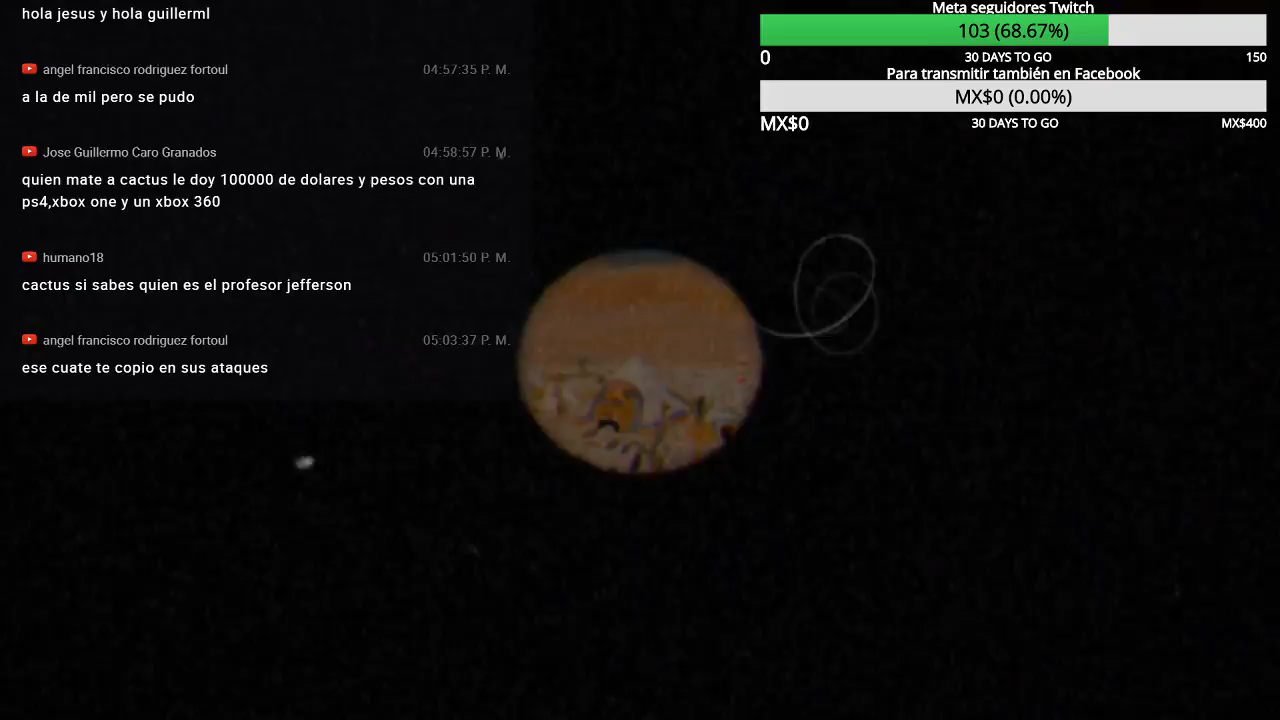 hola jesus y hola guillerml
angel francisco rodriguez fortoul 04:57:35 P. M.
a la de mil pero se pudo
Jose Guillermo Caro Granados 04:58:57 P. M.
quien mate a cactus le doy 100000 de dolares y pesos con una
ps4,xbox one y un xbox 360
humano18 05:01:50 P. M.
cactus si sabes quien es el profesor jefferson
angel francisco rodriguez fortoul 05:03:37 P. M.
ese cuate te copio en sus ataques
Meta seguidores Twitch
103 (68.67%)
0 30 DAYS TO GO 150
Para transmitir también en Facebook
MX$0 (0.00%)
MX$0 30 DAYS TO GO MX$400